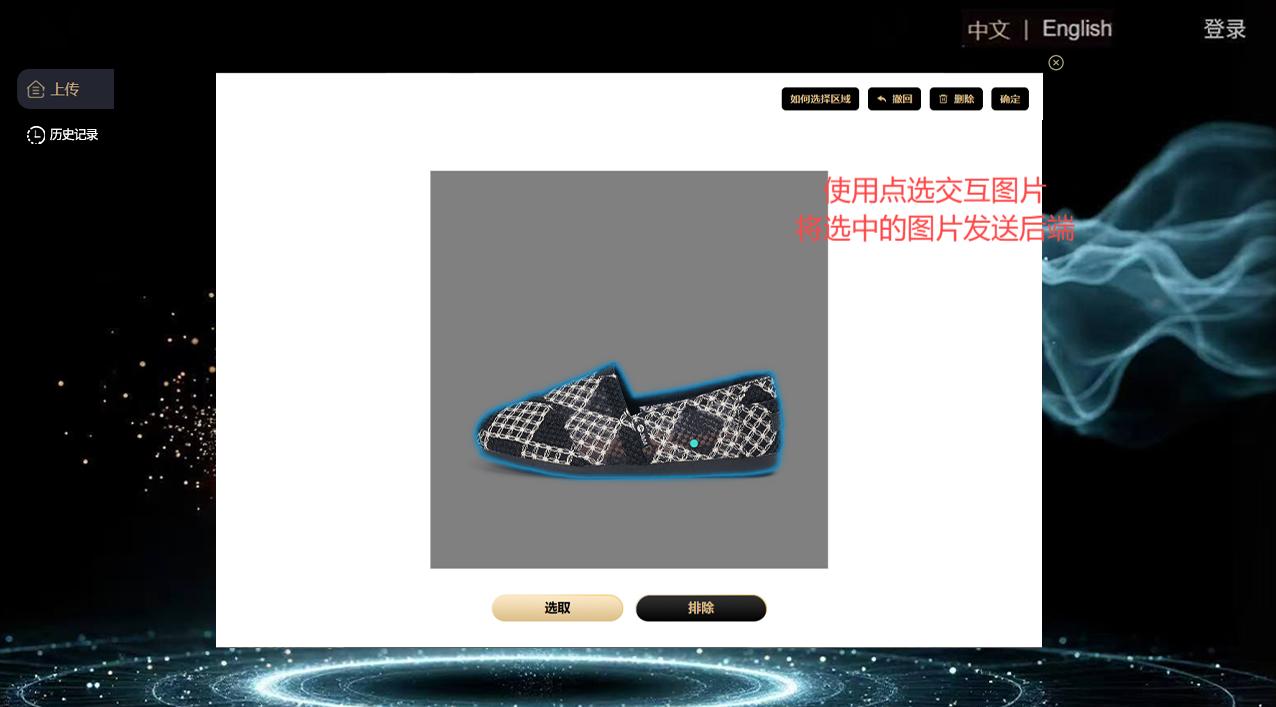 中文 | English
登录
上传
历史记录
如何选择区域
撤回
删除
确定
使用点选交互图片
将选中的图片发送后端
选取
排除